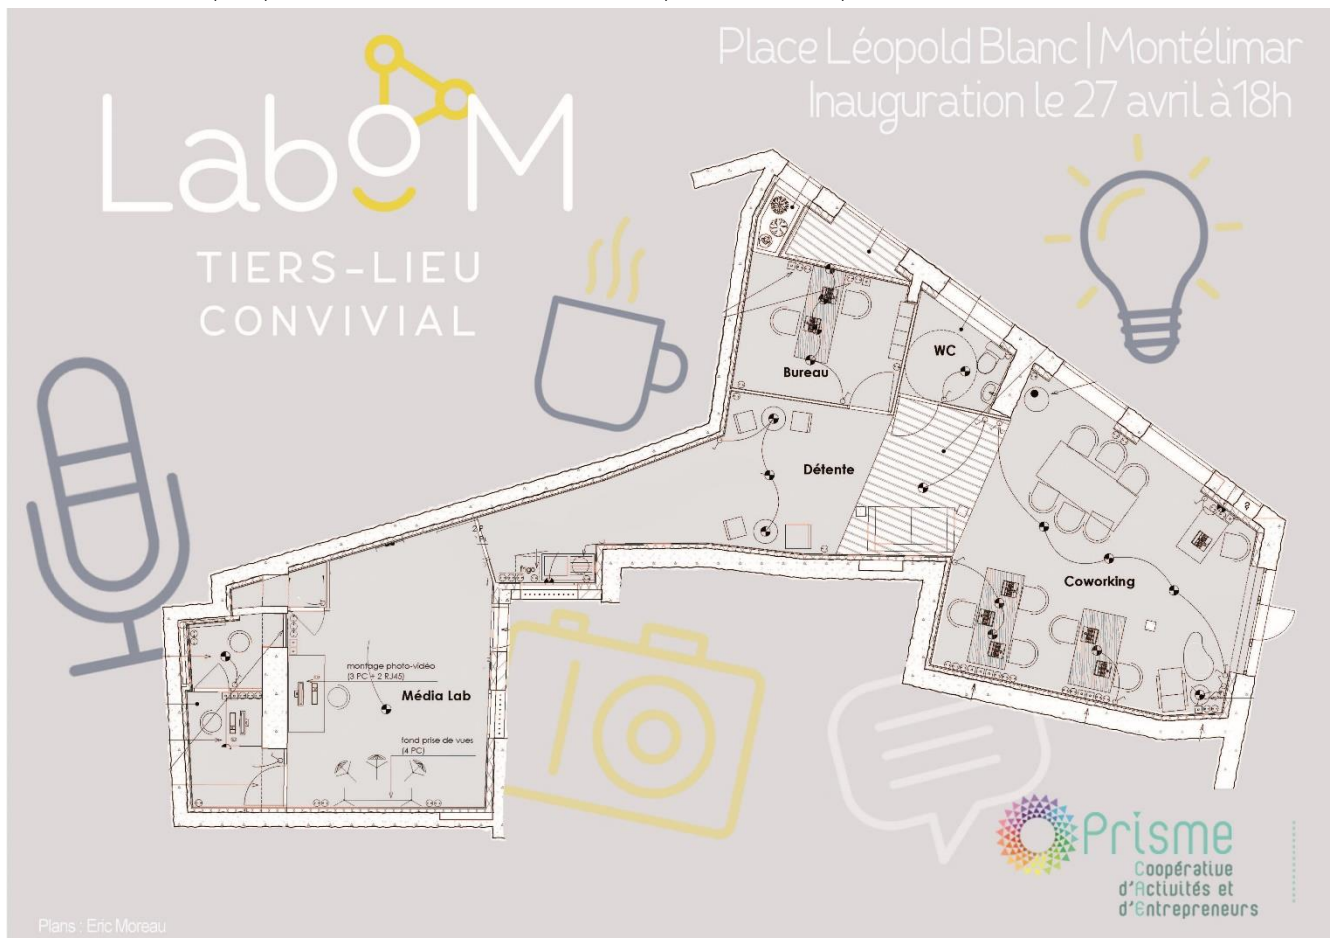 Place Léopold Blanc | Montélimar
Inauguration le 27 avril à 18h
Labo M
TIERS-LIEU
CONVIVIAL
WC
Bureau
Détente
Coworking
montage photo-vidéo
(3 PC + 2 RJ45)
Média Lab
fond prise de vues
(4 PC)
Prisme
Coopérative
d'Activités et
d'Entrepreneurs
Plans : Eric Moreau